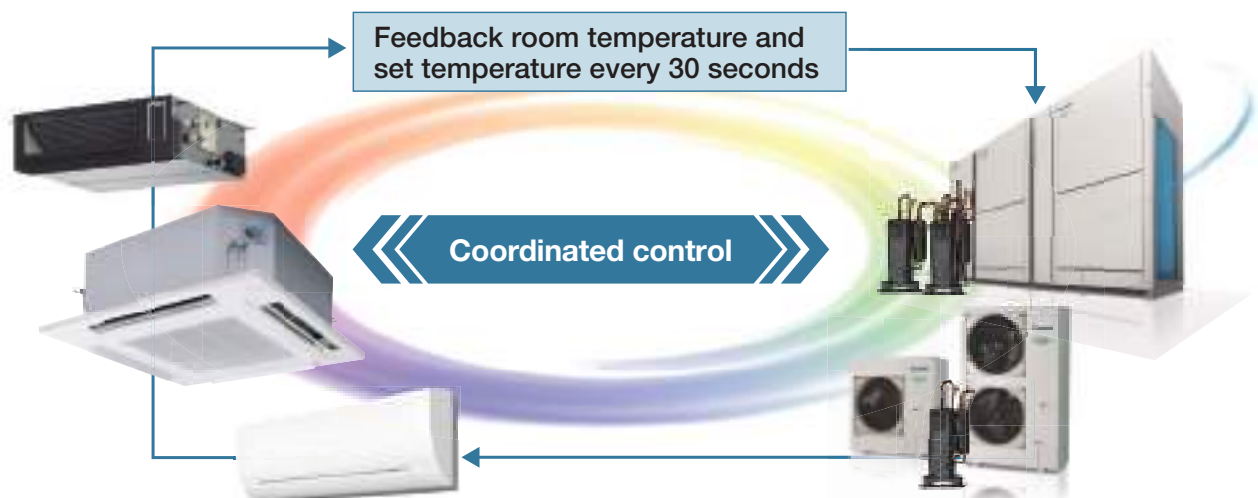 Feedback room temperature and
set temperature every 30 seconds
Coordinated control